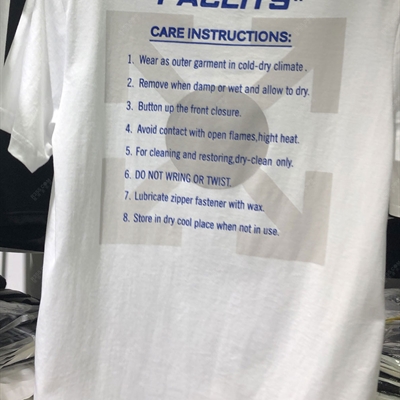 "FACLITY"
CARE INSTRUCTIONS:
1. Wear as outer garment in cold-dry climate.
2. Remove when damp or wet and allow to dry.
3. Button up the front closure.
4. Avoid contact with open flames,hight heat.
5. For cleaning and restoring,dry-clean only.
6. DO NOT WRING OR TWIST.
7. Lubricate zipper fastener with wax.
8. Store in dry cool place when not in use.